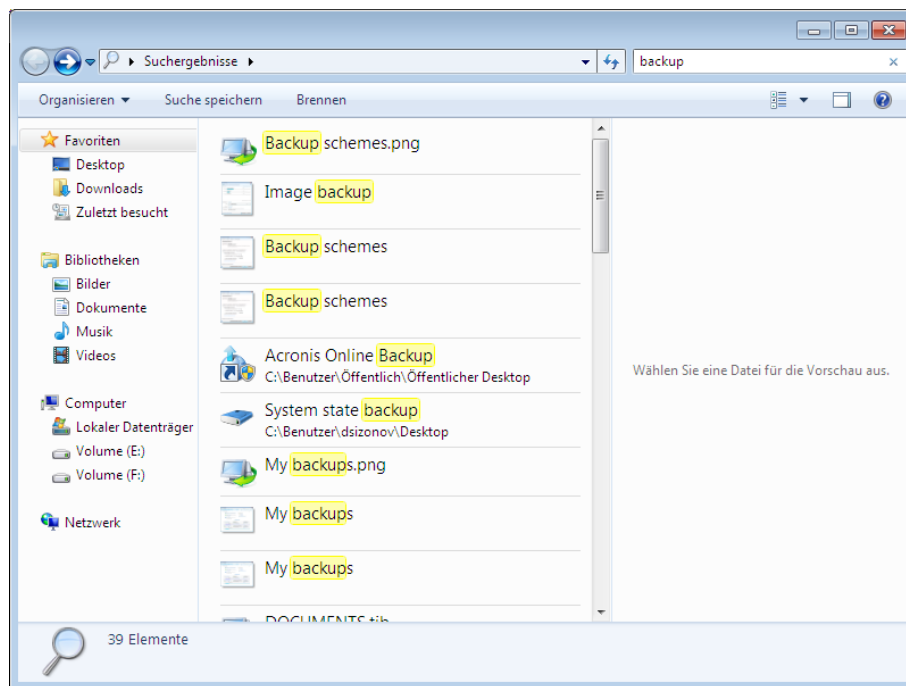 Suchergebnisse
backup
Organisieren
Suche speichern
Brennen
Favoriten
Desktop
Downloads
Zuletzt besucht
Bibliotheken
Bilder
Dokumente
Musik
Videos
Computer
Lokaler Datenträger
Volume (E:)
Volume (F:)
Netzwerk
Backup schemes.png
Image backup
Backup schemes
Backup schemes
Acronis Online Backup
C:\Benutzer\Öffentlich\Öffentlicher Desktop
System state backup
C:\Benutzer\dsizonov\Desktop
My backups.png
My backups
My backups
DOCUMENTS.tib
Wählen Sie eine Datei für die Vorschau aus.
39 Elemente